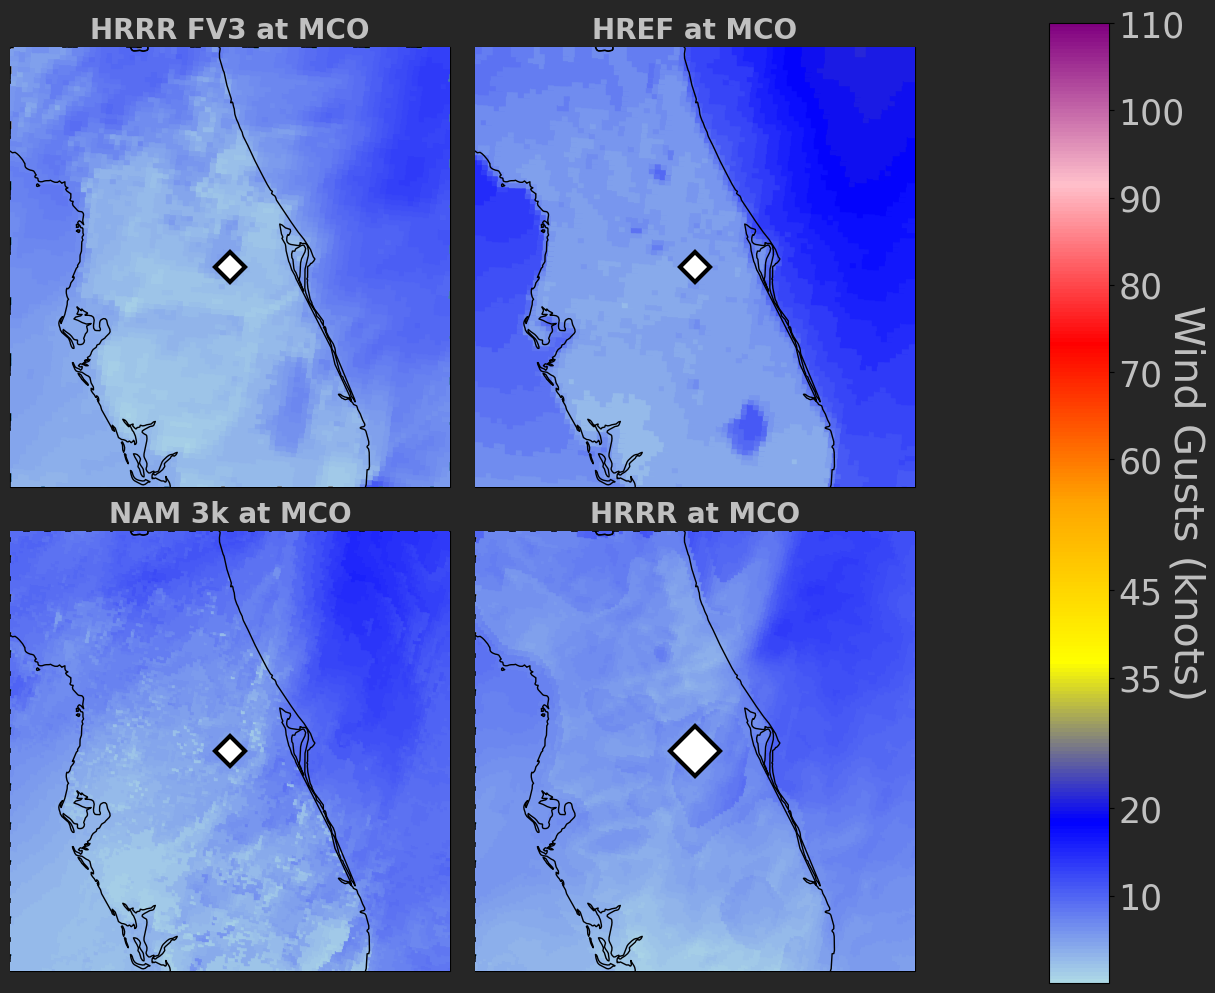 HRRR FV3 at MCO
HREF at MCO
NAM 3k at MCO
HRRR at MCO
110
100
90
80
70
60
45
35
20
10
Wind Gusts (knots)